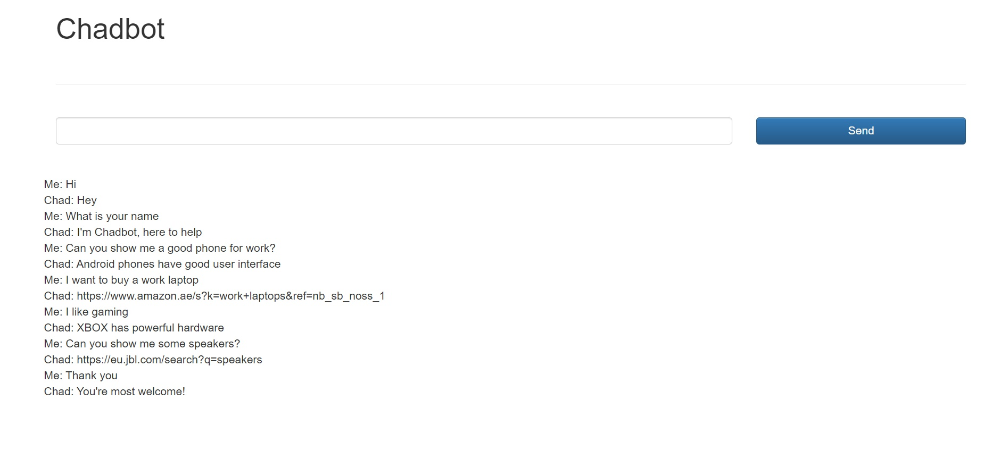 Chadbot
Send
Me: Hi
Chad: Hey
Me: What is your name
Chad: I'm Chadbot, here to help
Me: Can you show me a good phone for work?
Chad: Android phones have good user interface
Me: I want to buy a work laptop
Chad: https://www.amazon.ae/s?k=work+laptops&ref=nb_sb_noss_1
Me: I like gaming
Chad: XBOX has powerful hardware
Me: Can you show me some speakers?
Chad: https://eu.jbl.com/search?q=speakers
Me: Thank you
Chad: You're most welcome!